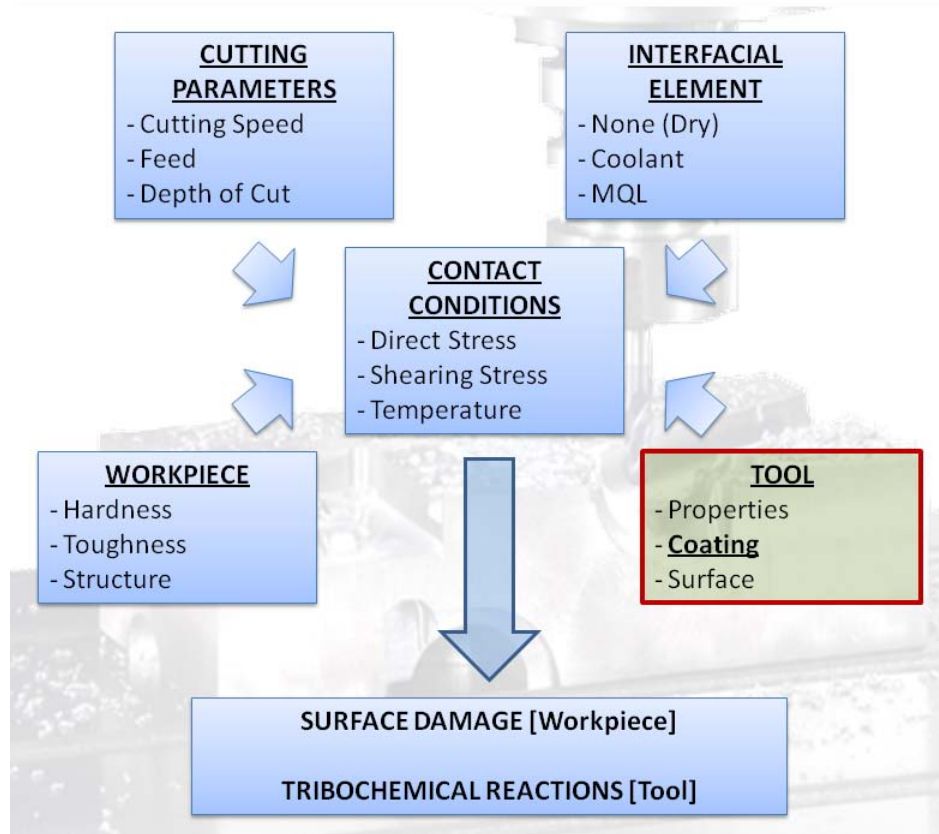 CUTTING
PARAMETERS
- Cutting Speed
- Feed
- Depth of Cut
INTERFACIAL
ELEMENT
- None (Dry)
- Coolant
- MQL
CONTACT
CONDITIONS
- Direct Stress
- Shearing Stress
- Temperature
WORKPIECE
- Hardness
- Toughness
- Structure
TOOL
- Properties
- Coating
- Surface
SURFACE DAMAGE [Workpiece]
TRIBOCHEMICAL REACTIONS [Tool]